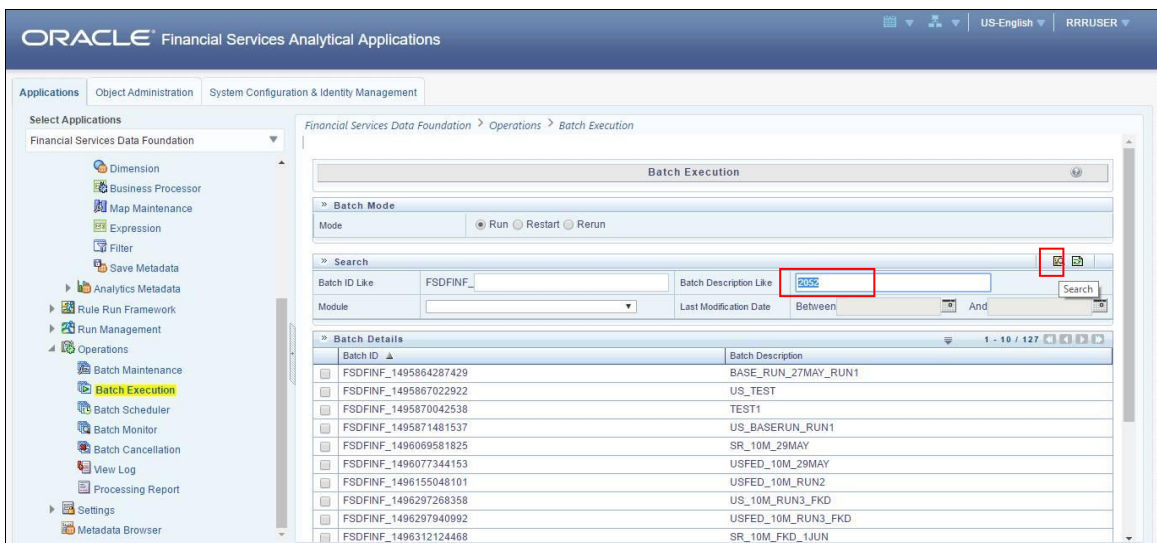 US-English
RRRUSER
ORACLE® Financial Services Analytical Applications
Applications
Object Administration
System Configuration & Identity Management
Select Applications
Financial Services Data Foundation
Dimension
Business Processor
Map Maintenance
Expression
Filter
Save Metadata
Analytics Metadata
Rule Run Framework
Run Management
Operations
Batch Maintenance
Batch Execution
Batch Scheduler
Batch Monitor
Batch Cancellation
View Log
Processing Report
Settings
Metadata Browser
Financial Services Data Foundation > Operations > Batch Execution
Batch Execution
» Batch Mode
Mode Run Restart Rerun
» Search
Batch ID Like FSDFINF_ Batch Description Like 2052
Search
Module Last Modification Date Between And
» Batch Details 1 - 10 / 127
Batch ID Batch Description
FSDFINF_1495864287429 BASE_RUN_27MAY_RUN1
FSDFINF_1495867022922 US_TEST
FSDFINF_1495870042538 TEST1
FSDFINF_1495871481537 US_BASERUN_RUN1
FSDFINF_1496069581825 SR_10M_29MAY
FSDFINF_1496077344153 USFED_10M_29MAY
FSDFINF_1496155048101 USFED_10M_RUN2
FSDFINF_1496297268358 US_10M_RUN3_FKD
FSDFINF_1496297940992 USFED_10M_RUN3_FKD
FSDFINF_1496312124468 SR_10M_FKD_1JUN